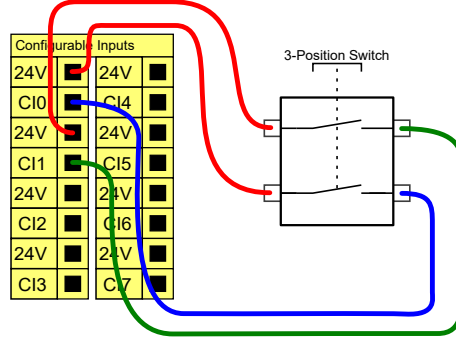 Configurable Inputs
3-Position Switch
24V 24V
CI0 CI4
24V 24V
CI1 CI5
24V 24V
CI2 CI6
24V 24V
CI3 CI7